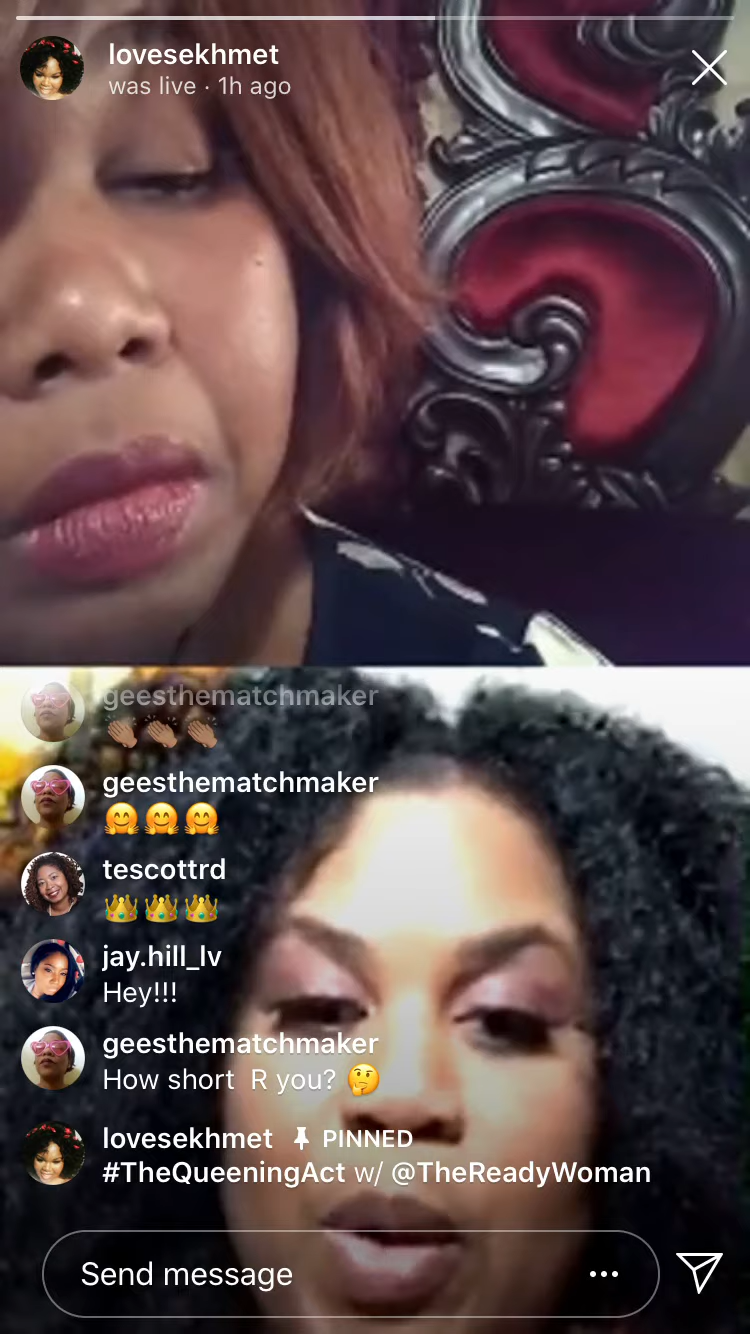 lovesekhmet
was live · 1h ago
geesthematchmaker
👏🏽👏🏽👏🏽
geesthematchmaker
🤗🤗🤗
tescottrd
👑👑👑
jay.hill_lv
Hey!!!
geesthematchmaker
How short R you? 🤔
lovesekhmet 📌 PINNED
#TheQueeningAct w/ @TheReadyWoman
Send message